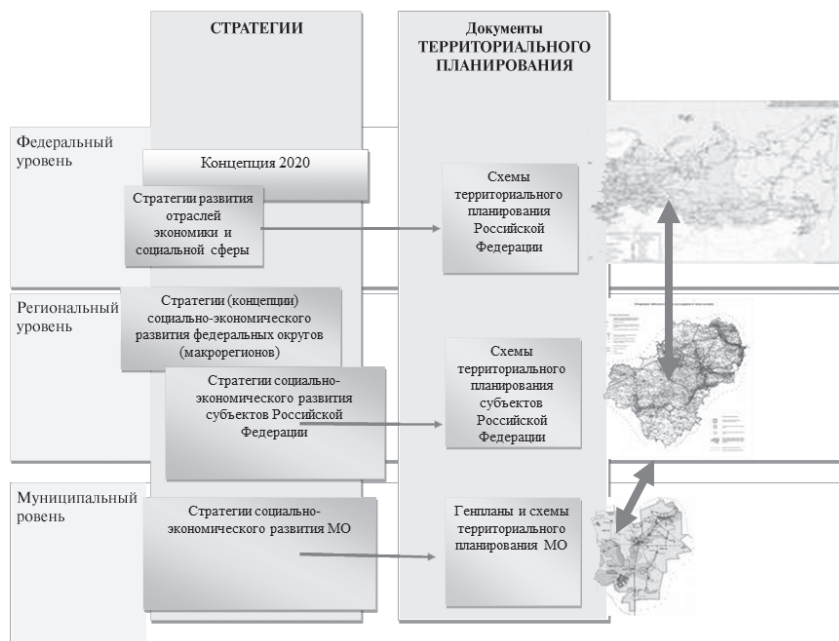 СТРАТЕГИИ
Документы
ТЕРРИТОРИАЛЬНОГО
ПЛАНИРОВАНИЯ
Федеральный
уровень
Концепция 2020
Стратегии развития
отраслей
экономики и
социальной сферы
Схемы
территориального
планирования
Российской
Федерации
Региональный
уровень
Стратегии (концепции)
социально-экономического
развития федеральных округов
(макрорегионов)
Стратегии социально-
экономического развития
субъектов Российской
Федерации
Схемы
территориального
планирования
субъектов
Российской
Федерации
Муниципальный
ровень
Стратегии социально-
экономического развития МО
Генпланы и схемы
территориального
планирования МО